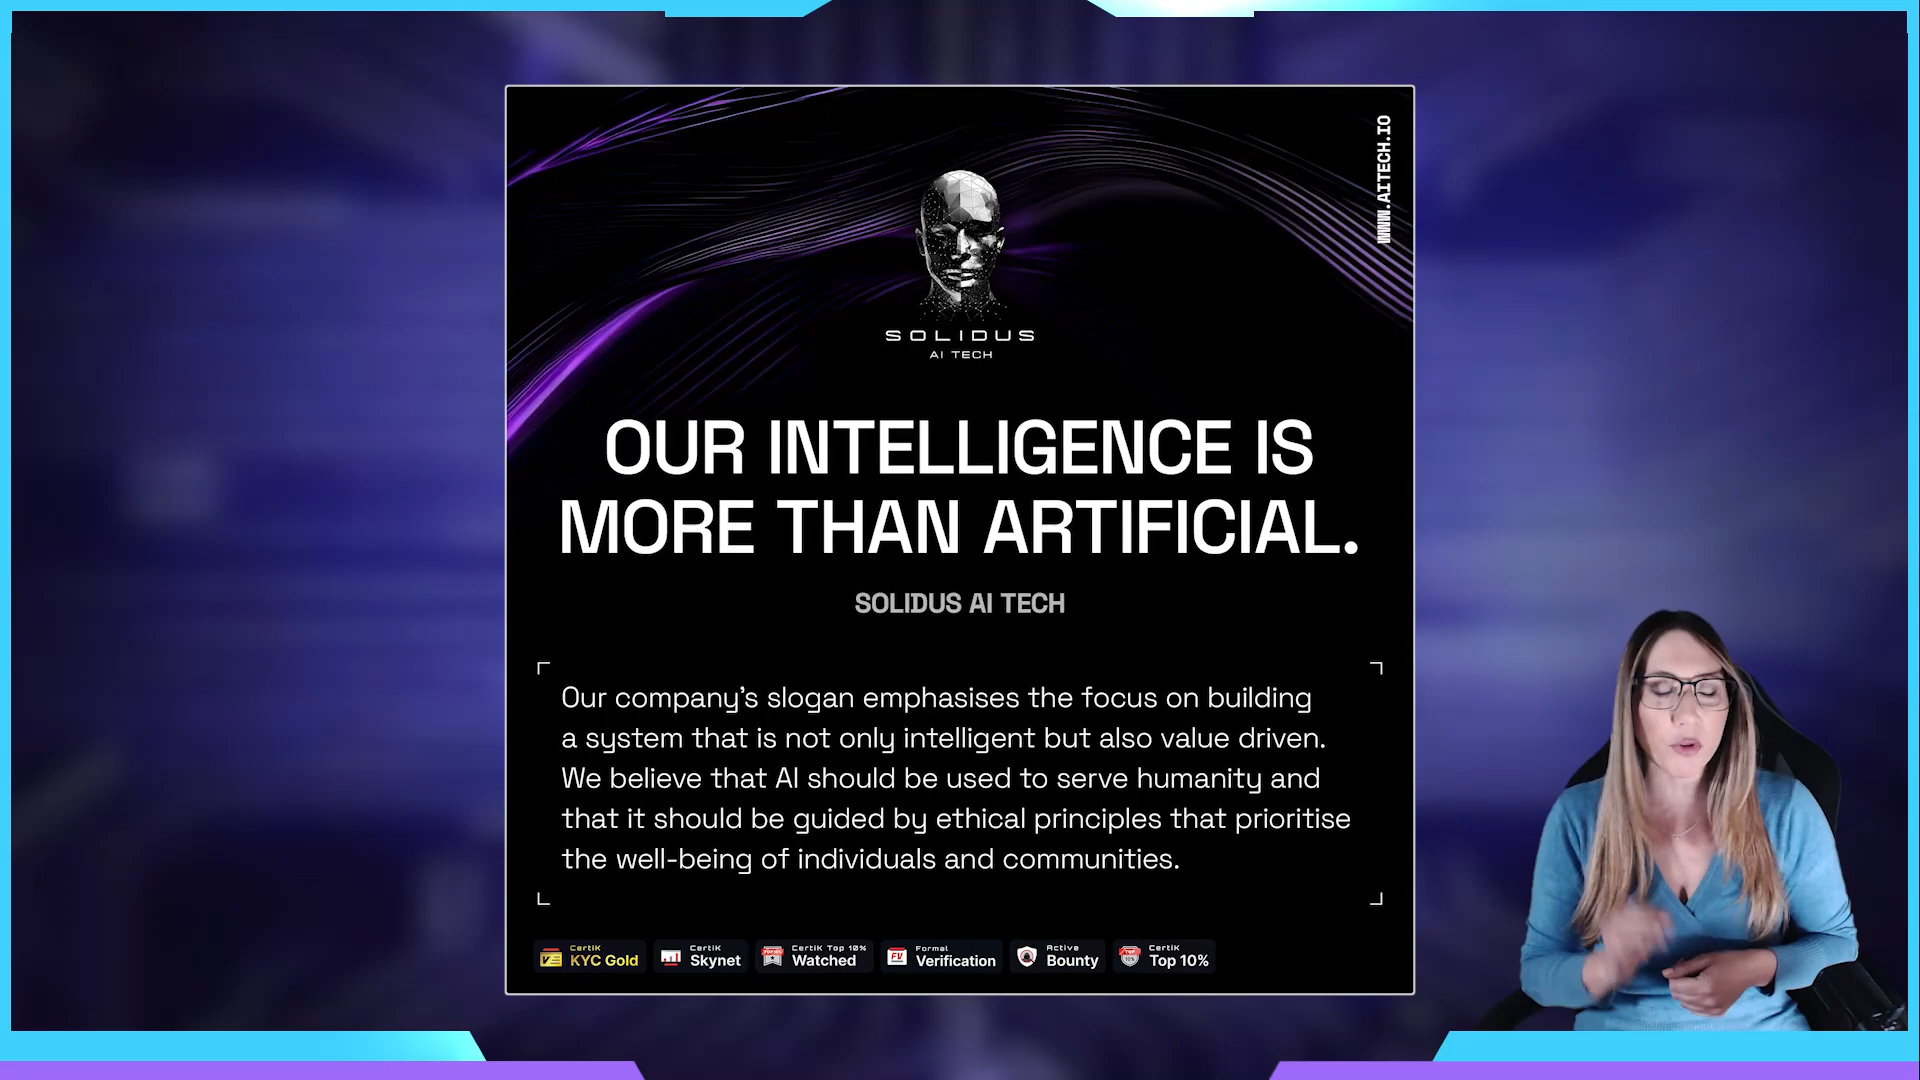 WWW.AITECH.IO
SOLIDUS
AI TECH
OUR INTELLIGENCE IS
MORE THAN ARTIFICIAL.
SOLIDUS AI TECH
Our company's slogan emphasises the focus on building
a system that is not only intelligent but also value driven.
We believe that AI should be used to serve humanity and
that it should be guided by ethical principles that prioritise
the well-being of individuals and communities.
CertiK
KYC Gold
CertiK
Skynet
CertiK Top 10%
Watched
FV
Formal
Verification
Active
Bounty
CertiK
Top 10%